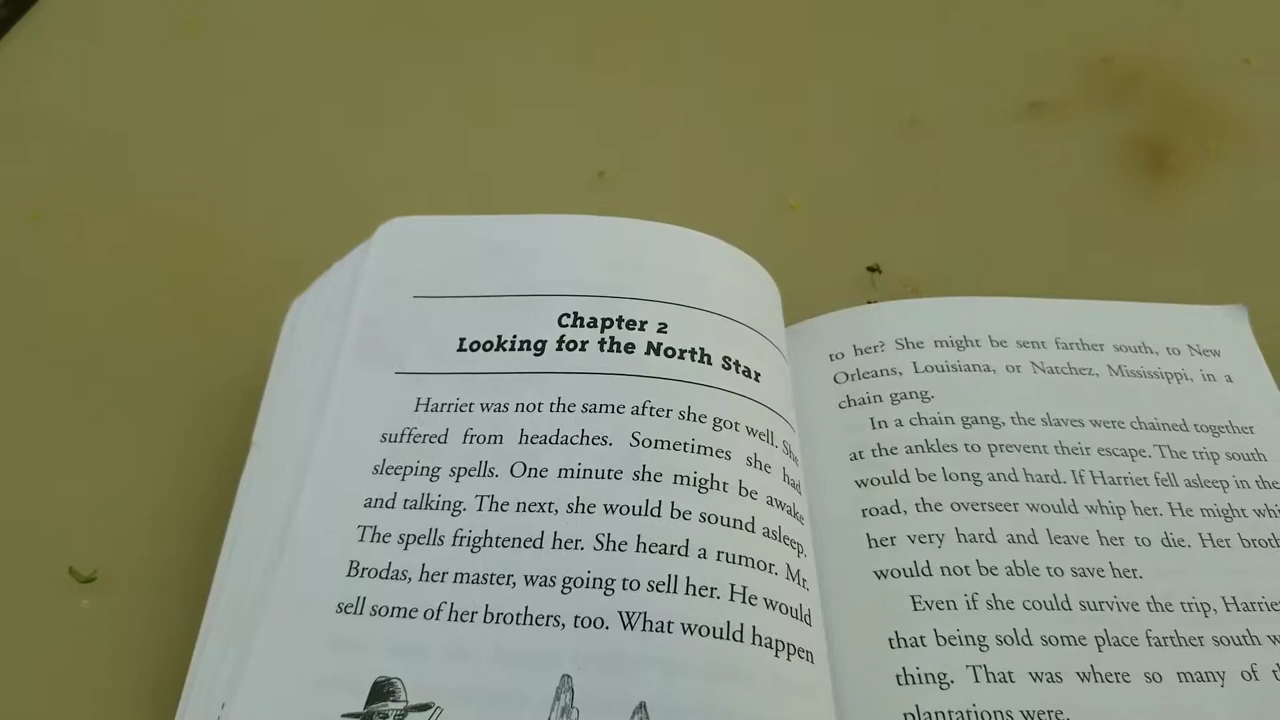 Chapter 2
Looking for the North Star
Harriet was not the same after she got well. She
suffered from headaches. Sometimes she had
sleeping spells. One minute she might be awake
and talking. The next, she would be sound asleep.
The spells frightened her. She heard a rumor. Mr.
Brodas, her master, was going to sell her. He would
sell some of her brothers, too. What would happen
to her? She might be sent farther south, to New
Orleans, Louisiana, or Natchez, Mississippi, in a
chain gang.
In a chain gang, the slaves were chained together
at the ankles to prevent their escape. The trip south
would be long and hard. If Harriet fell asleep in the
road, the overseer would whip her. He might
her very hard and leave her to die. Her
would not be able to save her.
Even if she could survive the trip,
that being sold some place farther south
thing. That was where so many of
plantations were.